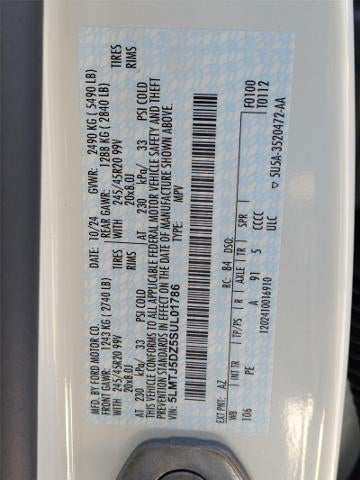 MFD. BY FORD MOTOR CO.
DATE: 10/24 GVWR: 2490 KG ( 5490 LB)
FRONT GAWR: 1243 KG (2740 LB) REAR GAWR: 1288 KG (2840 LB)
WITH 245/45R20 99V TIRES WITH 245/45R20 99V TIRES
20x8.0J RIMS 20x8.0J RIMS
AT 230 kPa/ 33 PSI COLD AT 230 kPa/ 33 PSI COLD
THIS VEHICLE CONFORMS TO ALL APPLICABLE FEDERAL MOTOR VEHICLE SAFETY AND THEFT
PREVENTION STANDARDS IN EFFECT ON THE DATE OF MANUFACTURE SHOWN ABOVE.
VIN: 5LMTJ5DZ5SUL01786
TYPE: MPV
F0100
T0112
EXT PNT: AZ RC: B4 DSO:
WB TP/PS R AXLE TR SPR
106 PE A 91 5 CCCC
ULC
1202410016910
5U5A-3520472-AA